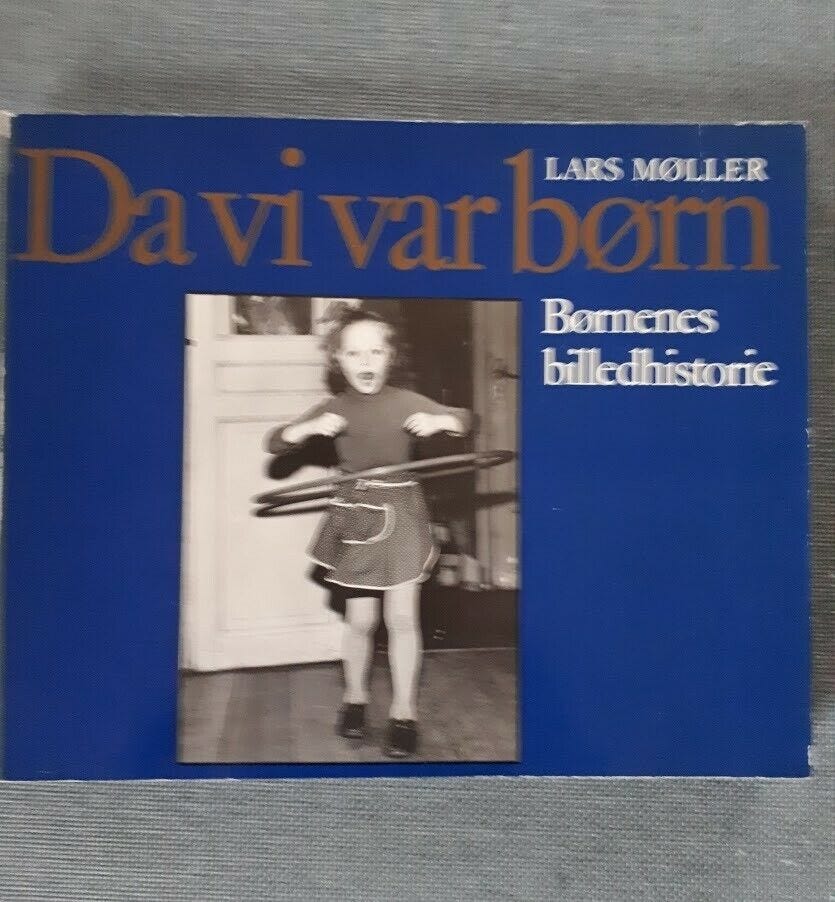 LARS MØLLER
Da vi var børn
Børnenes
billedhistorie